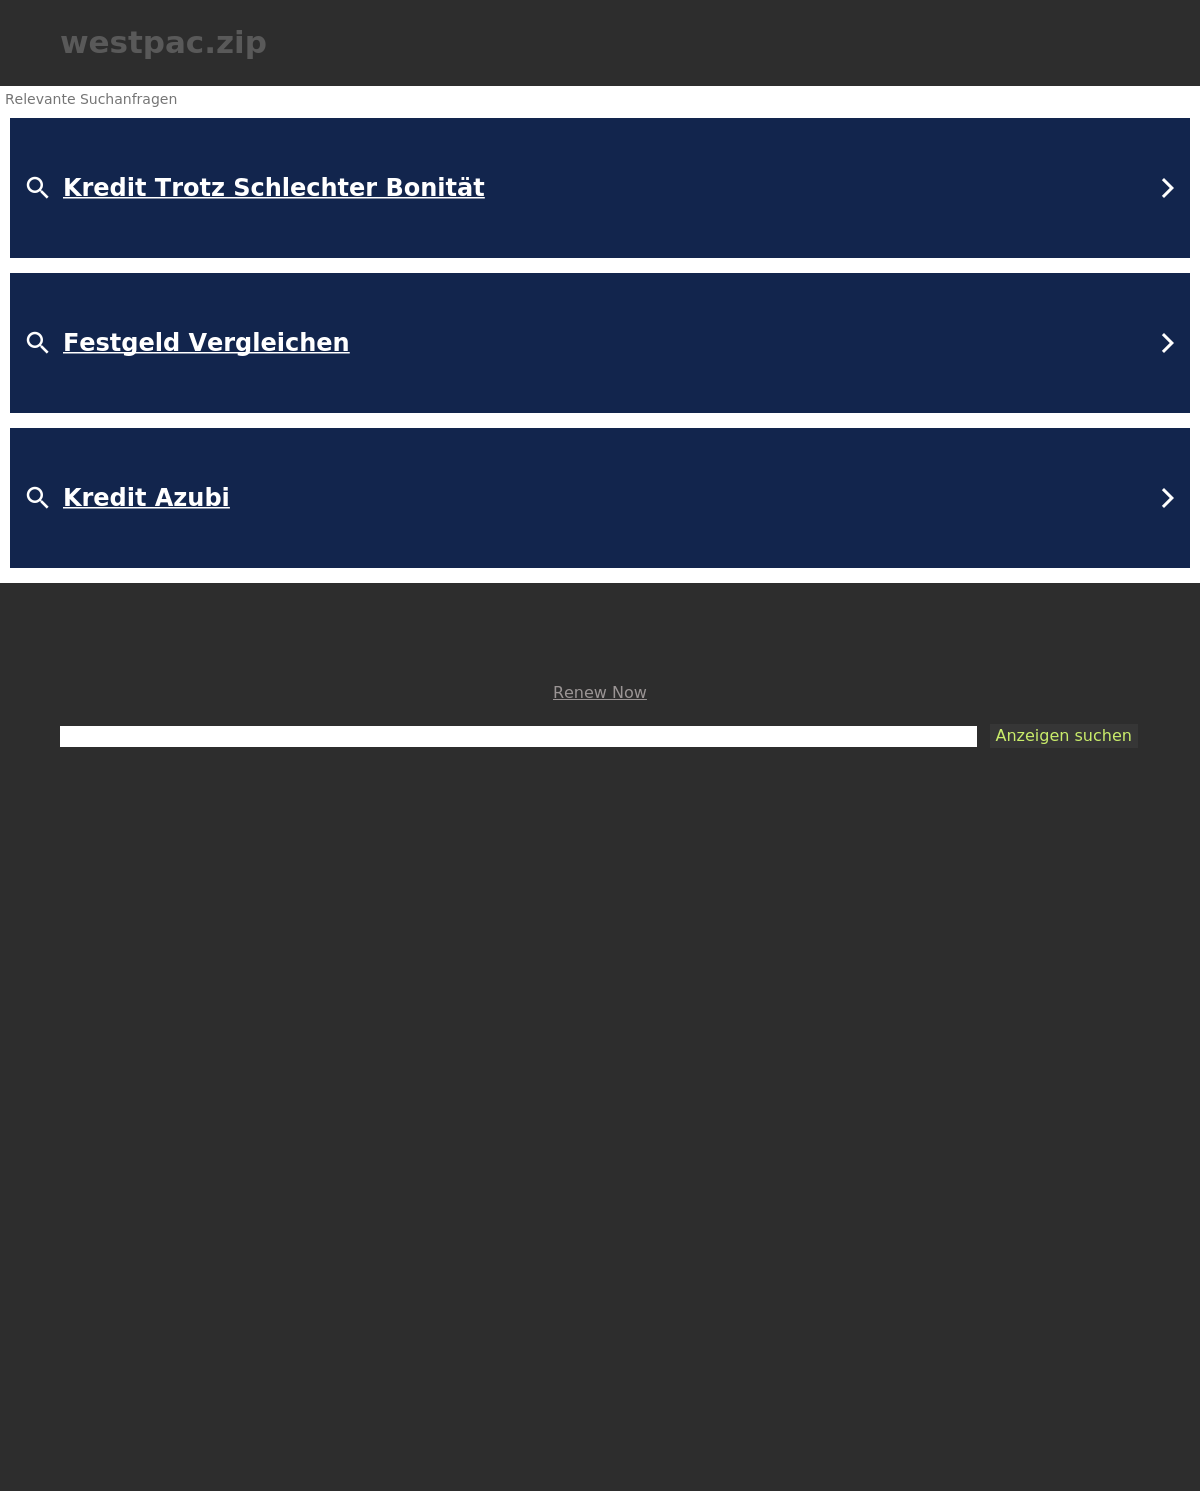 westpac.zip
Relevante Suchanfragen
Kredit Trotz Schlechter Bonität
Festgeld Vergleichen
Kredit Azubi
Renew Now
Anzeigen suchen